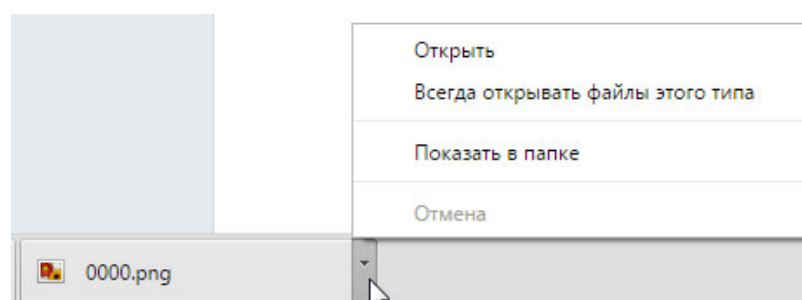 Открыть
Всегда открывать файлы этого типа
Показать в папке
Отмена
0000.png